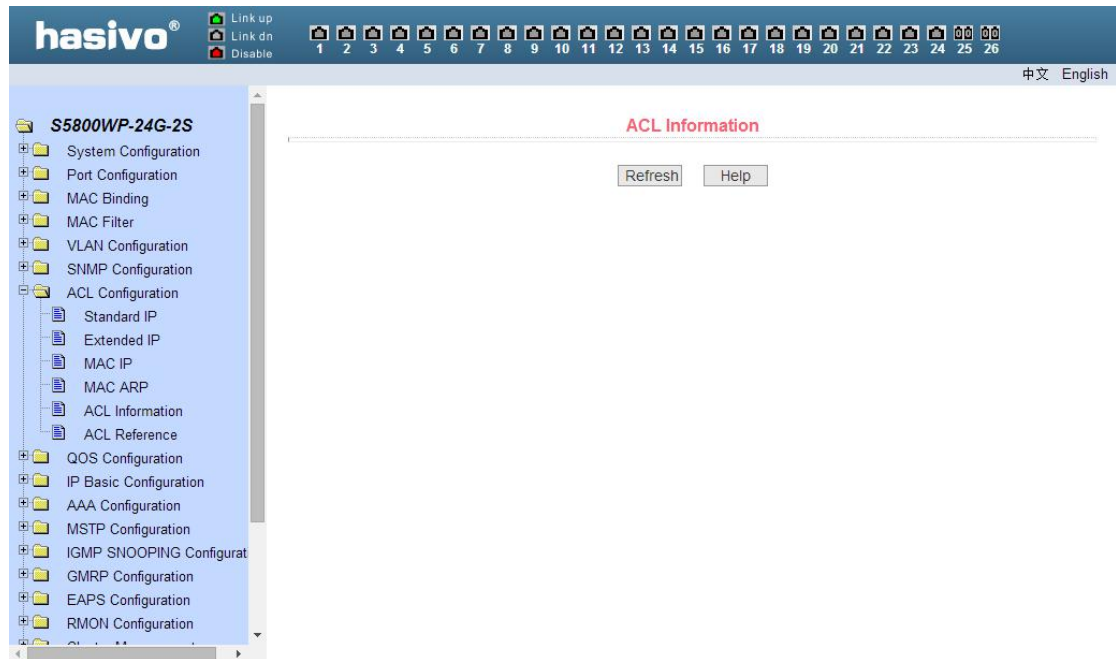 hasivo®
Link up
Link dn
Disable
1 2 3 4 5 6 7 8 9 10 11 12 13 14 15 16 17 18 19 20 21 22 23 24 25 26
中文 English
S5800WP-24G-2S
System Configuration
Port Configuration
MAC Binding
MAC Filter
VLAN Configuration
SNMP Configuration
ACL Configuration
Standard IP
Extended IP
MAC IP
MAC ARP
ACL Information
ACL Reference
QOS Configuration
IP Basic Configuration
AAA Configuration
MSTP Configuration
IGMP SNOOPING Configurat
GMRP Configuration
EAPS Configuration
RMON Configuration
ACL Information
Refresh Help